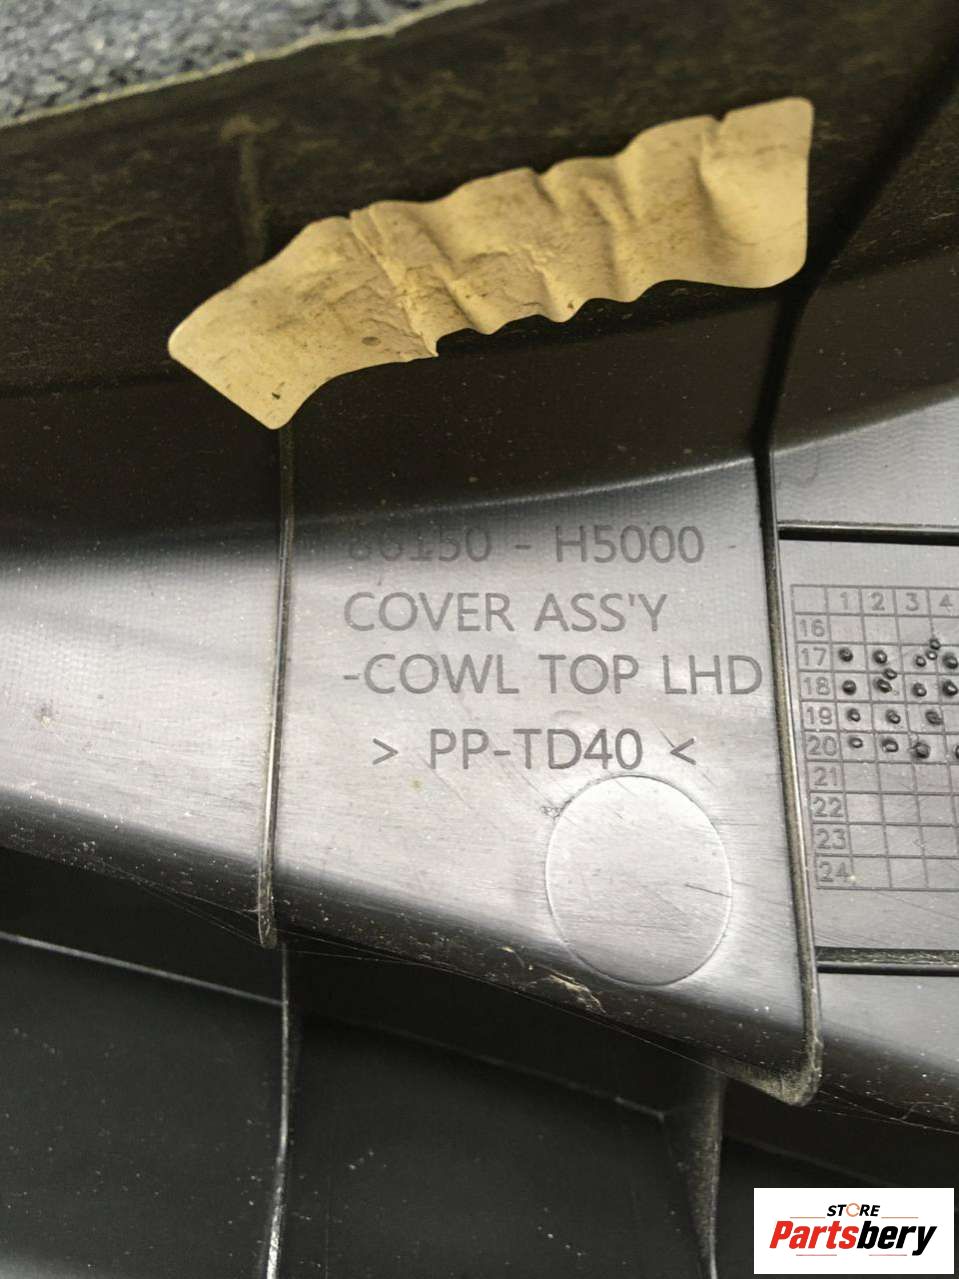 86150 - H5000
COVER ASS'Y
-COWL TOP LHD
> PP-TD40 <
1 2 3 4
16
17
18
19
20
21
22
23
24
STORE
Partsbery